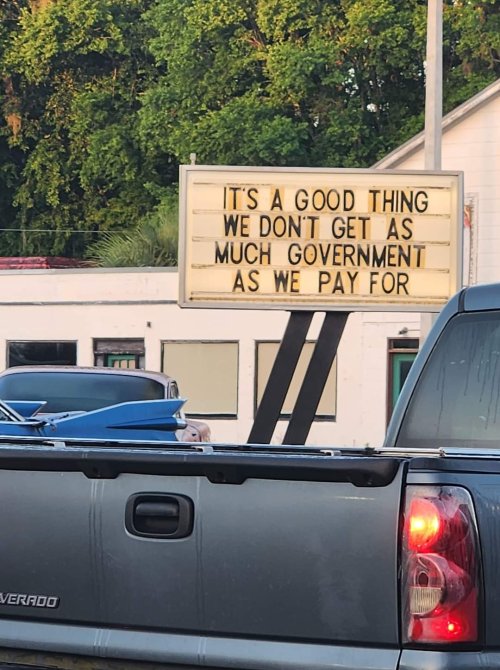 IT'S A GOOD THING
WE DON'T GET AS
MUCH GOVERNMENT
AS WE PAY FOR
VERADO